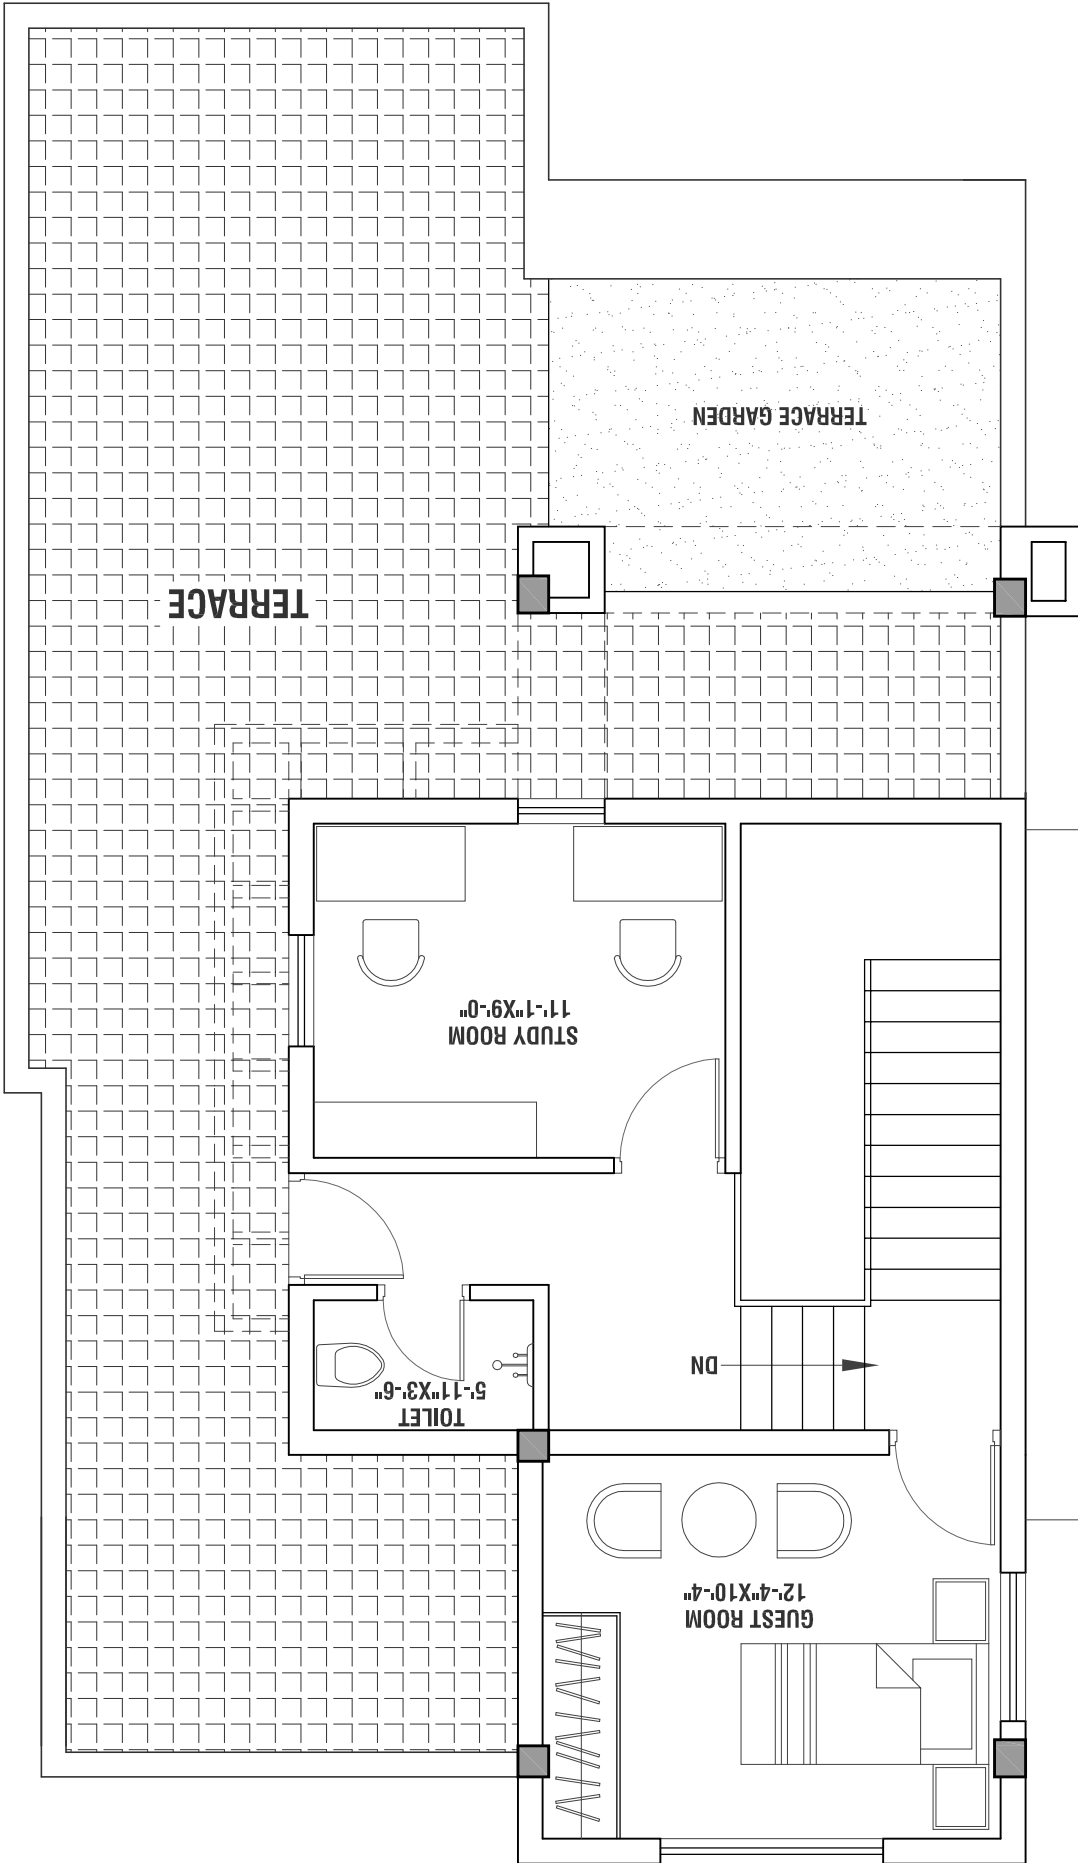 GUEST ROOM
12'-4"X10'-4"
TOILET
5'-11"X3'-6"
DN
STUDY ROOM
11'-1"X9'-0"
TERRACE
TERRACE GARDEN